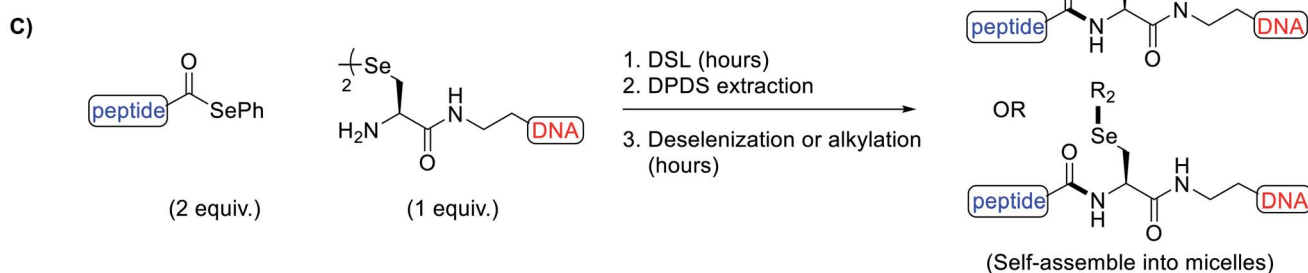 C)
peptide
O
SePh
(2 equiv.)
2
Se
H2N
O
H
N
DNA
(1 equiv.)
1. DSL (hours)
2. DPDS extraction
3. Deselenization or alkylation
(hours)
peptide
N
H
O
N
DNA
OR
R2
Se
peptide
O
N
H
O
H
N
DNA
(Self-assemble into micelles)